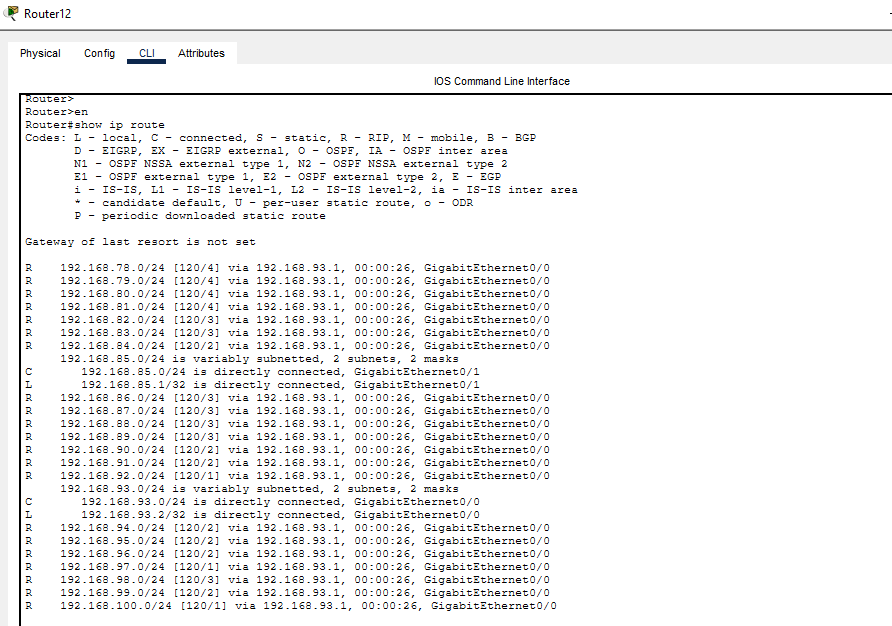 Router12
Physical Config CLI Attributes
IOS Command Line Interface
Router>
Router>en
Router#show ip route
Codes: L - local, C - connected, S - static, R - RIP, M - mobile, B - BGP
       D - EIGRP, EX - EIGRP external, O - OSPF, IA - OSPF inter area
       N1 - OSPF NSSA external type 1, N2 - OSPF NSSA external type 2
       E1 - OSPF external type 1, E2 - OSPF external type 2, E - EGP
       i - IS-IS, L1 - IS-IS level-1, L2 - IS-IS level-2, ia - IS-IS inter area
       * - candidate default, U - per-user static route, o - ODR
       P - periodic downloaded static route
Gateway of last resort is not set
R    192.168.78.0/24 [120/4] via 192.168.93.1, 00:00:26, GigabitEthernet0/0
R    192.168.79.0/24 [120/4] via 192.168.93.1, 00:00:26, GigabitEthernet0/0
R    192.168.80.0/24 [120/4] via 192.168.93.1, 00:00:26, GigabitEthernet0/0
R    192.168.81.0/24 [120/4] via 192.168.93.1, 00:00:26, GigabitEthernet0/0
R    192.168.82.0/24 [120/3] via 192.168.93.1, 00:00:26, GigabitEthernet0/0
R    192.168.83.0/24 [120/3] via 192.168.93.1, 00:00:26, GigabitEthernet0/0
R    192.168.84.0/24 [120/2] via 192.168.93.1, 00:00:26, GigabitEthernet0/0
     192.168.85.0/24 is variably subnetted, 2 subnets, 2 masks
C       192.168.85.0/24 is directly connected, GigabitEthernet0/1
L       192.168.85.1/32 is directly connected, GigabitEthernet0/1
R    192.168.86.0/24 [120/3] via 192.168.93.1, 00:00:26, GigabitEthernet0/0
R    192.168.87.0/24 [120/3] via 192.168.93.1, 00:00:26, GigabitEthernet0/0
R    192.168.88.0/24 [120/3] via 192.168.93.1, 00:00:26, GigabitEthernet0/0
R    192.168.89.0/24 [120/3] via 192.168.93.1, 00:00:26, GigabitEthernet0/0
R    192.168.90.0/24 [120/2] via 192.168.93.1, 00:00:26, GigabitEthernet0/0
R    192.168.91.0/24 [120/2] via 192.168.93.1, 00:00:26, GigabitEthernet0/0
R    192.168.92.0/24 [120/1] via 192.168.93.1, 00:00:26, GigabitEthernet0/0
     192.168.93.0/24 is variably subnetted, 2 subnets, 2 masks
C       192.168.93.0/24 is directly connected, GigabitEthernet0/0
L       192.168.93.2/32 is directly connected, GigabitEthernet0/0
R    192.168.94.0/24 [120/2] via 192.168.93.1, 00:00:26, GigabitEthernet0/0
R    192.168.95.0/24 [120/2] via 192.168.93.1, 00:00:26, GigabitEthernet0/0
R    192.168.96.0/24 [120/2] via 192.168.93.1, 00:00:26, GigabitEthernet0/0
R    192.168.97.0/24 [120/1] via 192.168.93.1, 00:00:26, GigabitEthernet0/0
R    192.168.98.0/24 [120/3] via 192.168.93.1, 00:00:26, GigabitEthernet0/0
R    192.168.99.0/24 [120/2] via 192.168.93.1, 00:00:26, GigabitEthernet0/0
R    192.168.100.0/24 [120/1] via 192.168.93.1, 00:00:26, GigabitEthernet0/0